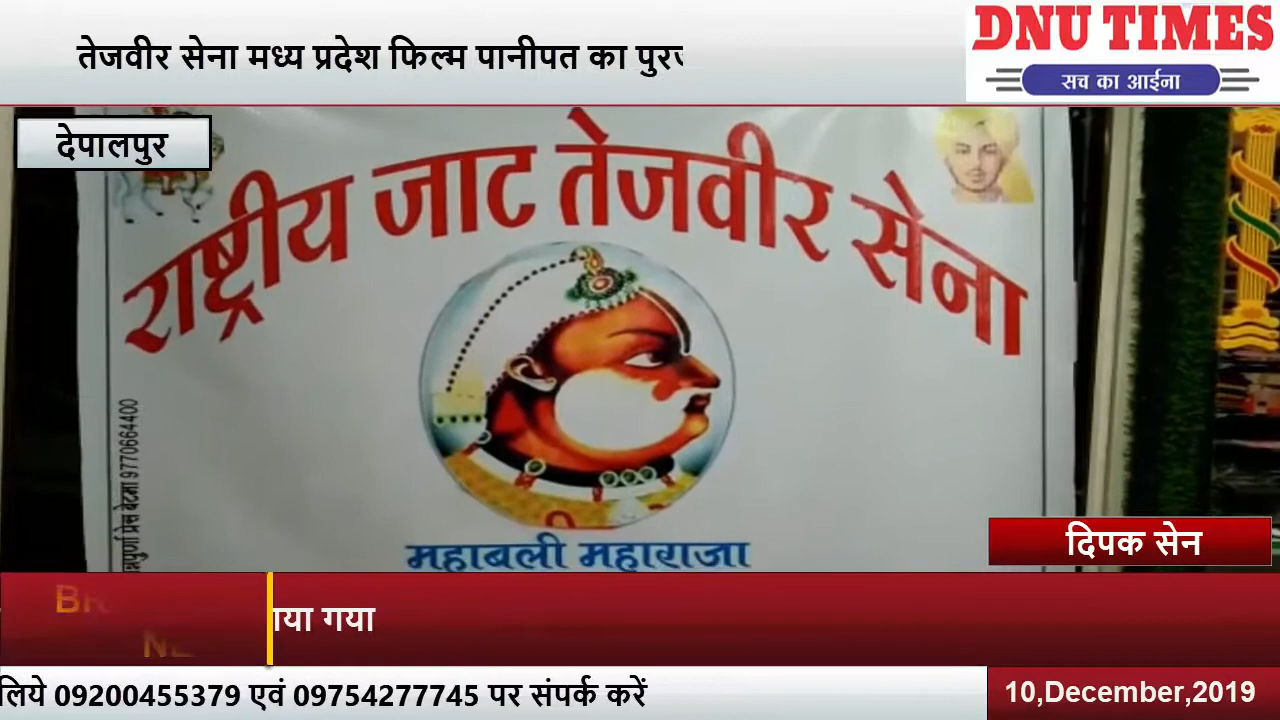 तेजवीर सेना मध्य प्रदेश फिल्म पानीपत का
DNU TIMES
सच का आईना
देपालपुर
राष्ट्रीय जाट तेजवीर सेना
प्रेस बेटमा 9770664400
महाबली महाराजा
दिपक सेन
गया
लिये 09200455379 एवं 09754277745 पर संपर्क करें
10,December,2019